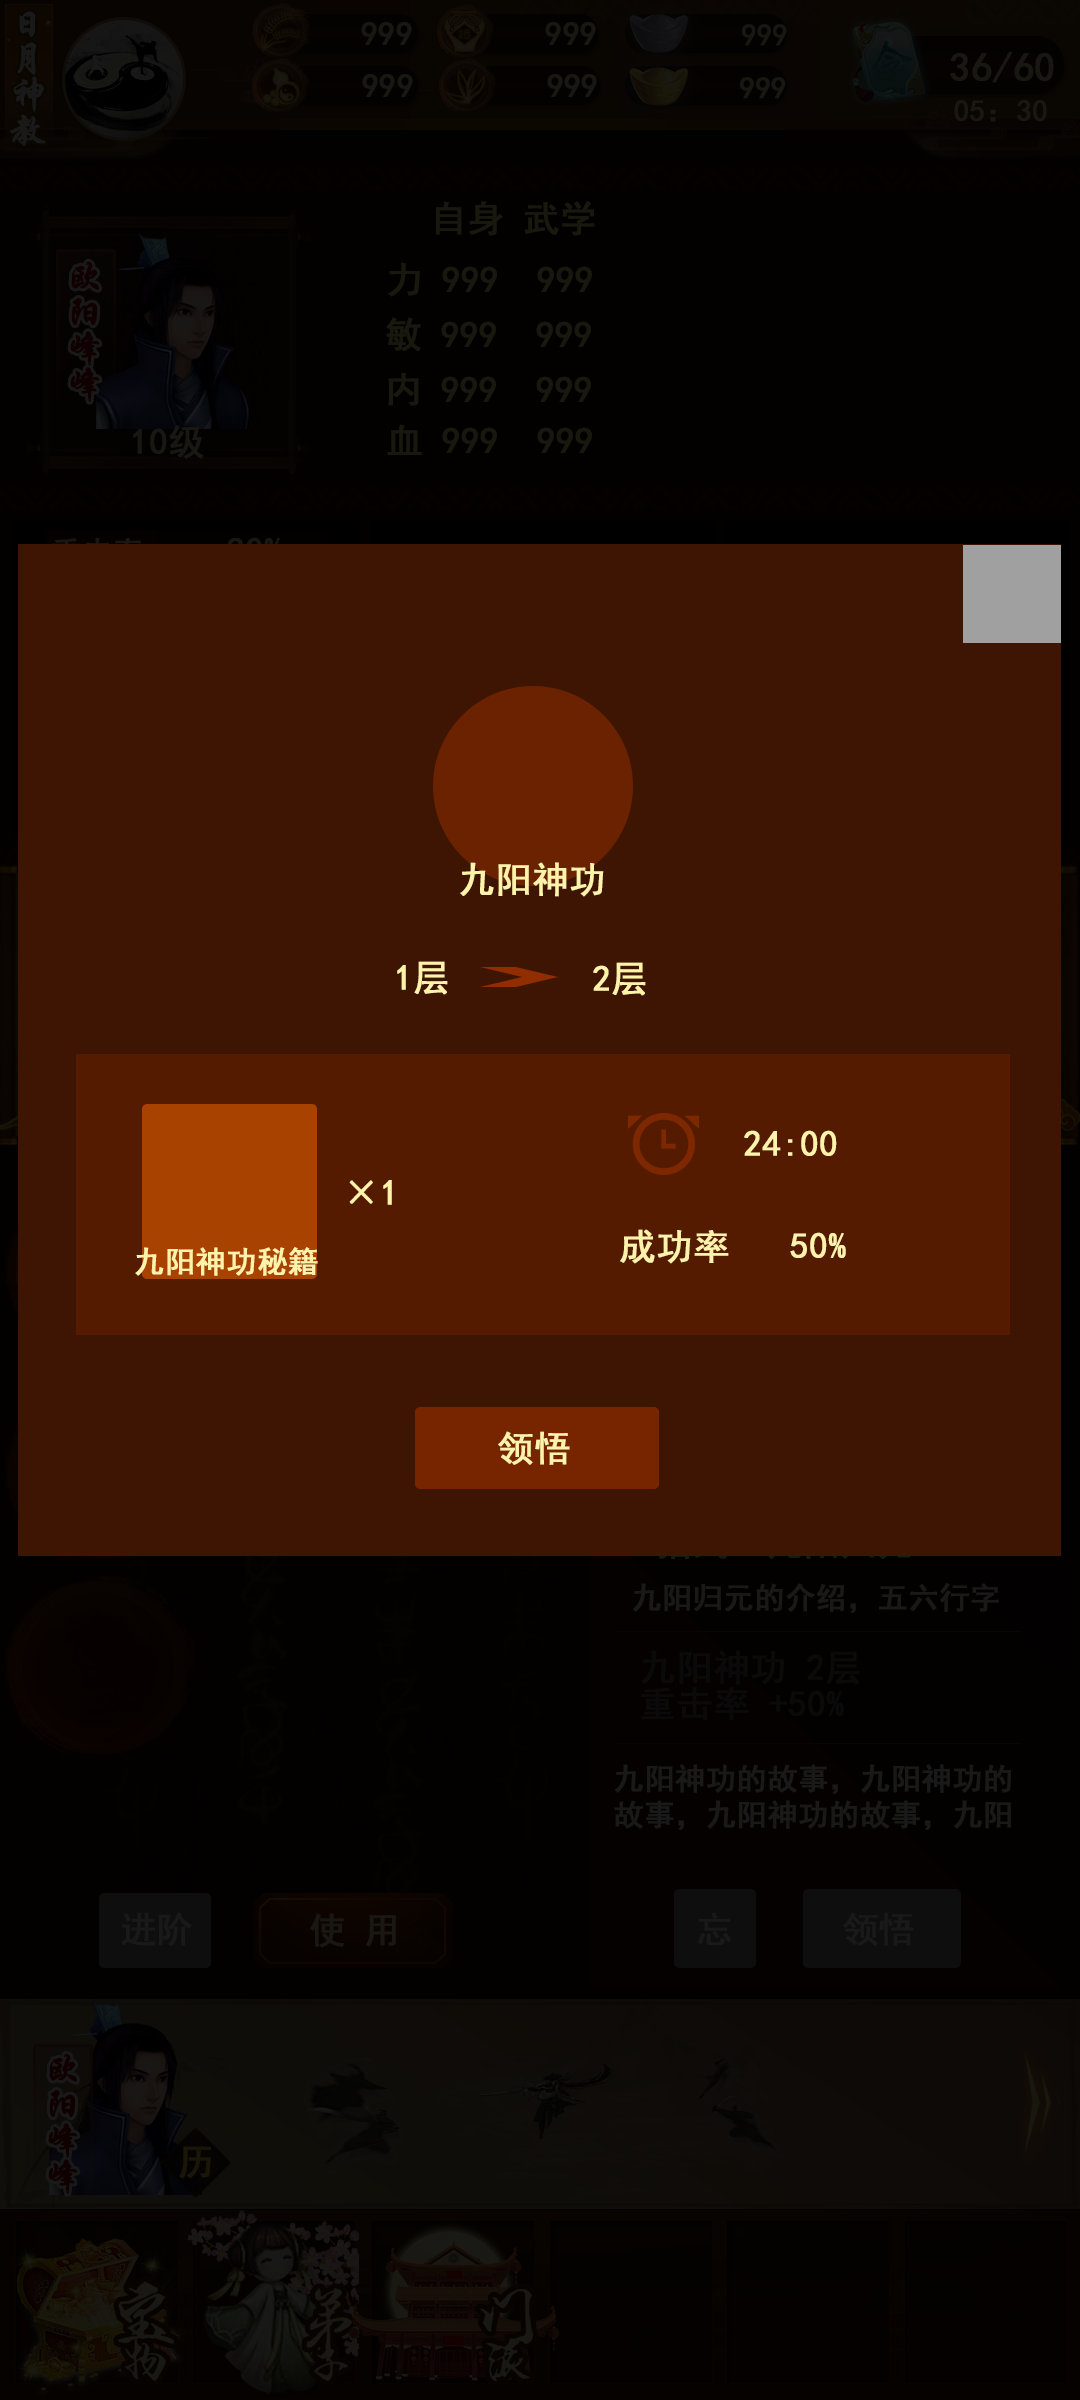 日月神教
999
999
999
36/60
999
999
999
05: 30
自身 武学
欧阳峰峰
力 999 999
敏 999 999
内 999 999
血 999 999
10级
九阳神功
1层
2层
九阳神功秘籍
×1
24:00
成功率 50%
领悟
九阳归元的介绍，五六行字
九阳神功 2层
重击率 +50%
九阳神功的故事，九阳神功的
故事，九阳神功的故事，九阳
进阶
使 用
忘
领悟
欧阳峰峰
历
宝物
弟子
门派